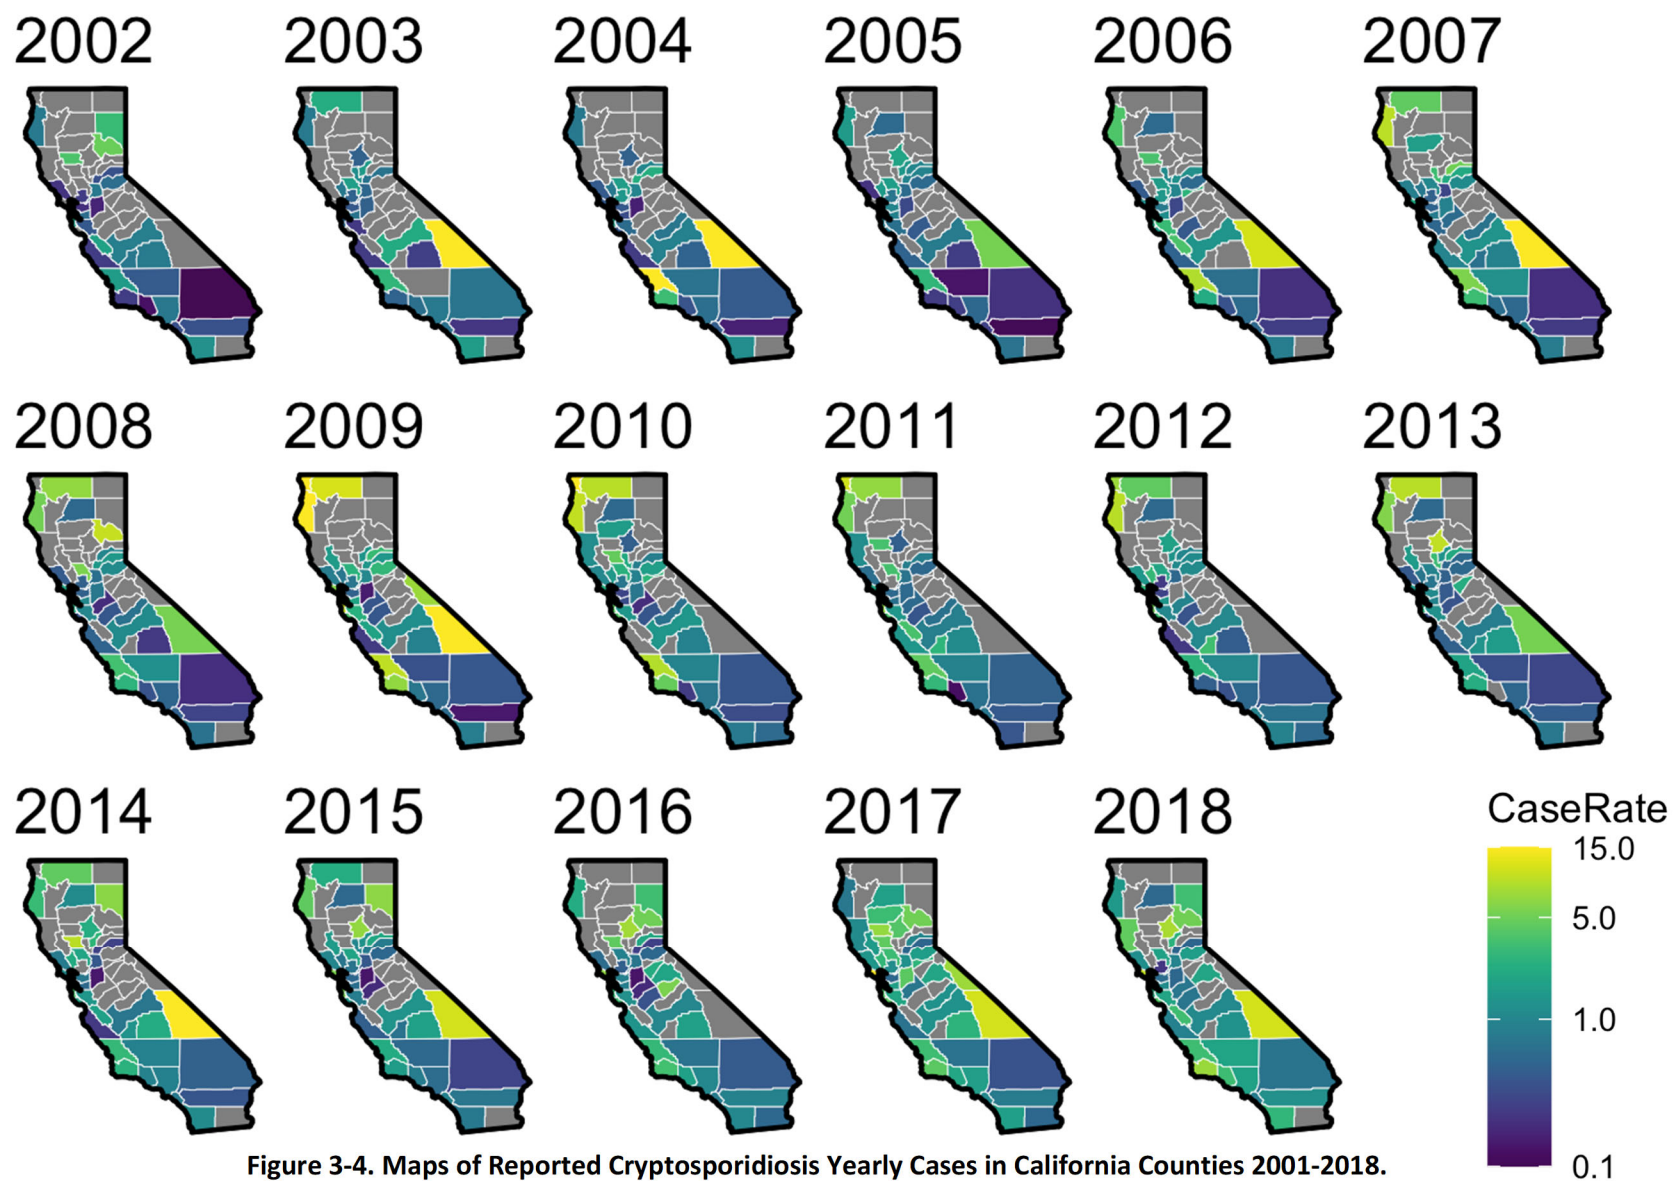 2002 2003 2004 2005 2006 2007
2008 2009 2010 2011 2012 2013
2014 2015 2016 2017 2018
CaseRate
15.0
5.0
1.0
0.1
Figure 3-4. Maps of Reported Cryptosporidiosis Yearly Cases in California Counties 2001-2018.